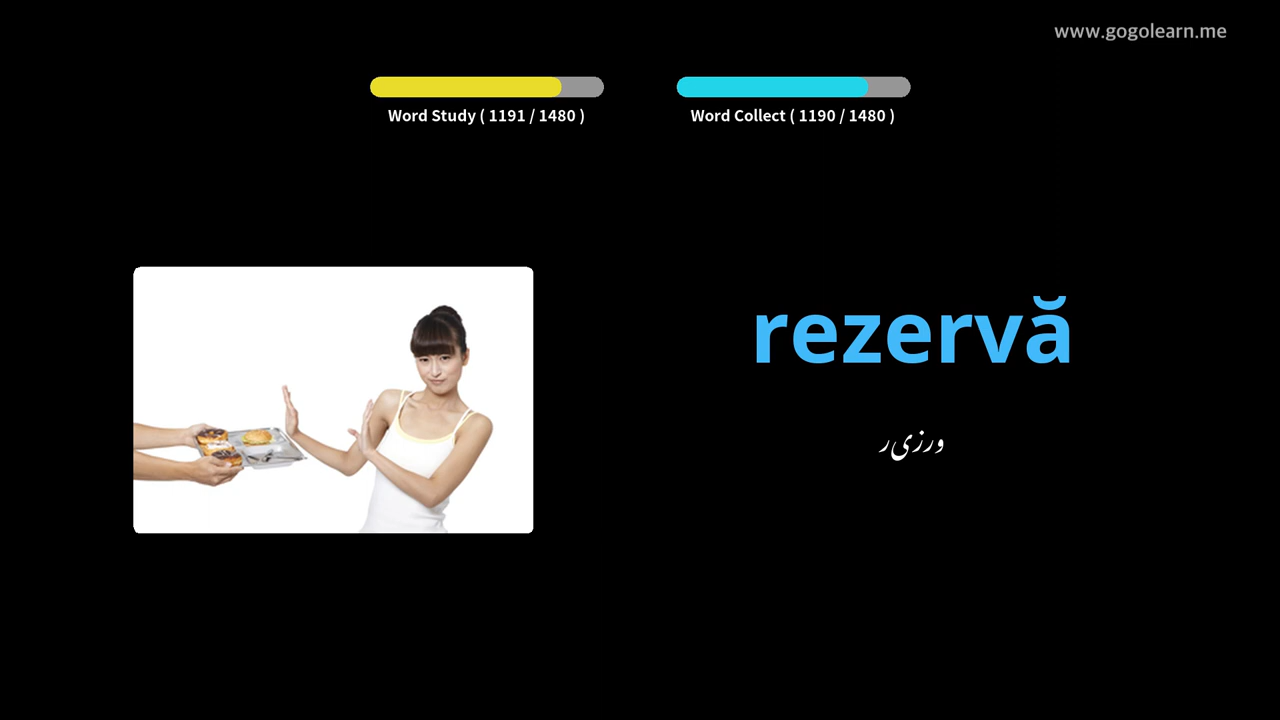 www.gogolearn.me
Word Study ( 1191 / 1480 )
Word Collect ( 1190 / 1480 )
rezervă
ورزی‌ر